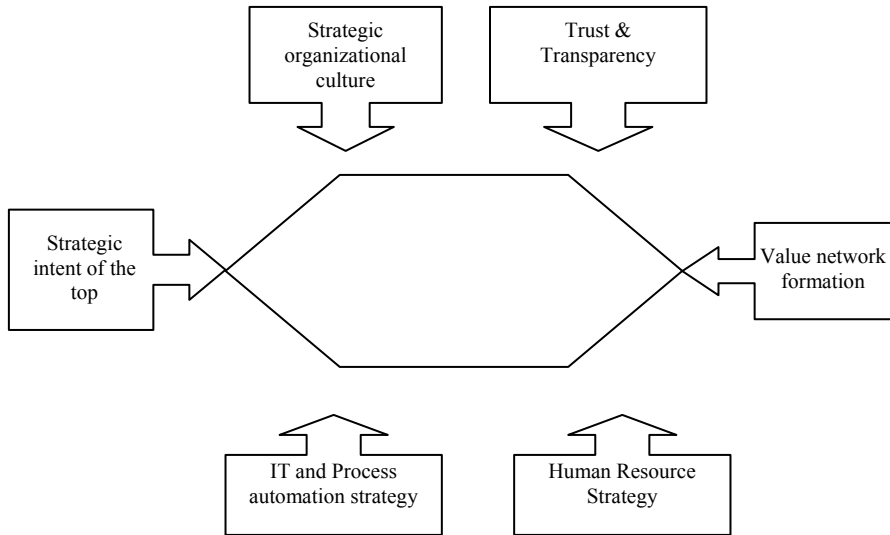 Strategic
organizational
culture
Trust &
Transparency
Strategic
intent of the
top
Value network
formation
IT and Process
automation strategy
Human Resource
Strategy